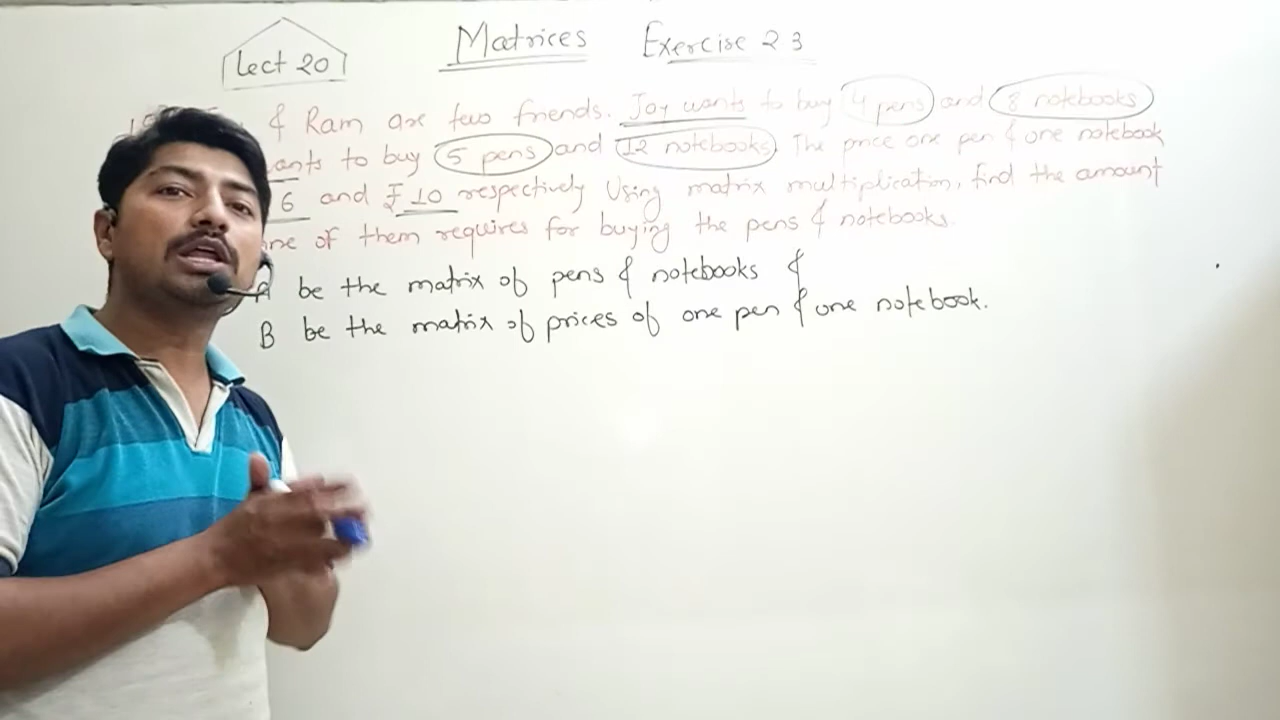 Lect 20
Matrices Exercise 2 3
& Ram are two friends. Joy wants to buy 4 pens and 8 notebooks
to buy 5 pens and 12 notebooks. The price one pen & one notebook
6 and ₹ 10 respectively Using matrix multiplication, find the amount
of them requires for buying the pens & notebooks.
be the matrix of pens & notebooks &
B be the matrix of prices of one pen & one notebook.